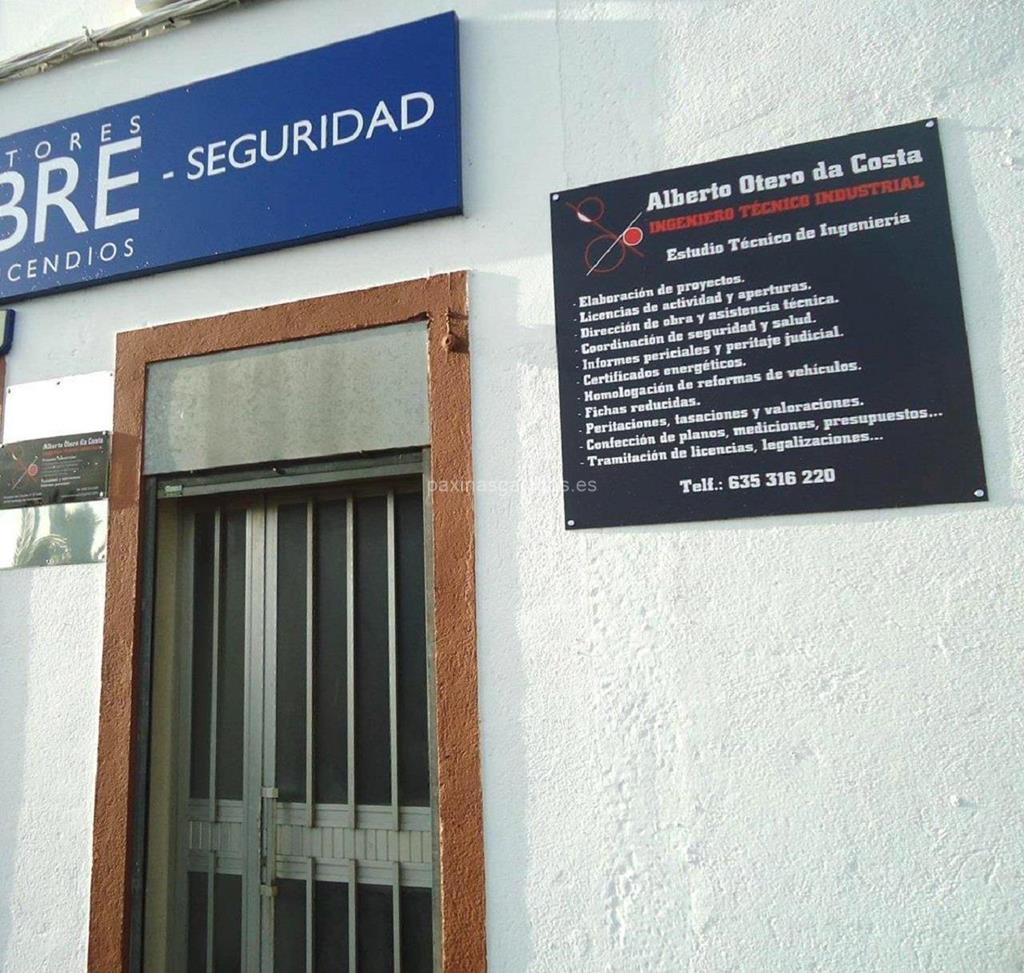 TORES
BRE - SEGURIDAD
CENDIOS
Alberto Otero da Costa
INGENIERO TÉCNICO INDUSTRIAL
Estudio Técnico de Ingeniería
- Elaboración de proyectos.
- Licencias de actividad y aperturas.
- Dirección de obra y asistencia técnica.
- Coordinación de seguridad y salud.
- Informes periciales y peritaje judicial.
- Certificados energéticos.
- Homologación de reformas de vehículos.
- Fichas reducidas.
- Peritaciones, tasaciones y valoraciones.
- Confección de planos, mediciones, presupuestos...
- Tramitación de licencias, legalizaciones...
Telf.: 635 316 220
Alberto Otero da Costa
paxinasgalegas.es